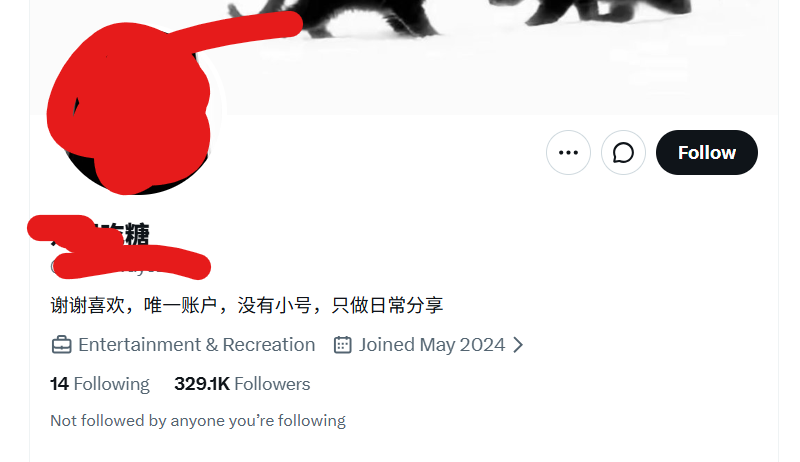 Follow
糖
谢谢喜欢，唯一账户，没有小号，只做日常分享
Entertainment & Recreation Joined May 2024
14 Following 329.1K Followers
Not followed by anyone you’re following